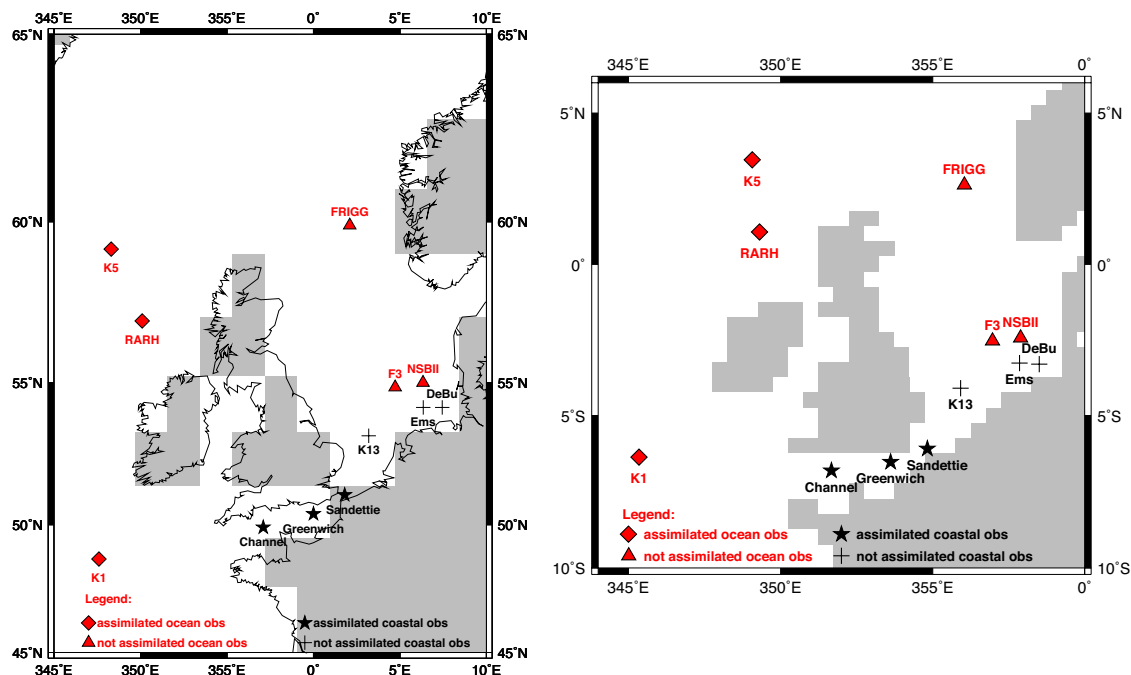 345˚E 350˚E 355˚E 0˚ 5˚E 10˚E
65˚N 65˚N
FRIGG
60˚N 60˚N
K5
RARH
55˚N 55˚N
F3 NSBII
DeBu
Ems
K13
Sandettie
50˚N 50˚N
Greenwich
Channel
K1
Legend:
assimilated ocean obs assimilated coastal obs
not assimilated ocean obs not assimilated coastal obs
45˚N 45˚N
345˚E 350˚E 355˚E 0˚ 5˚E 10˚E
345˚E 350˚E 355˚E 0˚
5˚N 5˚N
K5 FRIGG
RARH
0˚ 0˚
F3 NSBII
DeBu
Ems
K13
5˚S 5˚S
Sandettie
Greenwich
K1 Channel
Legend:
assimilated ocean obs assimilated coastal obs
not assimilated ocean obs not assimilated coastal obs
10˚S 10˚S
345˚E 350˚E 355˚E 0˚